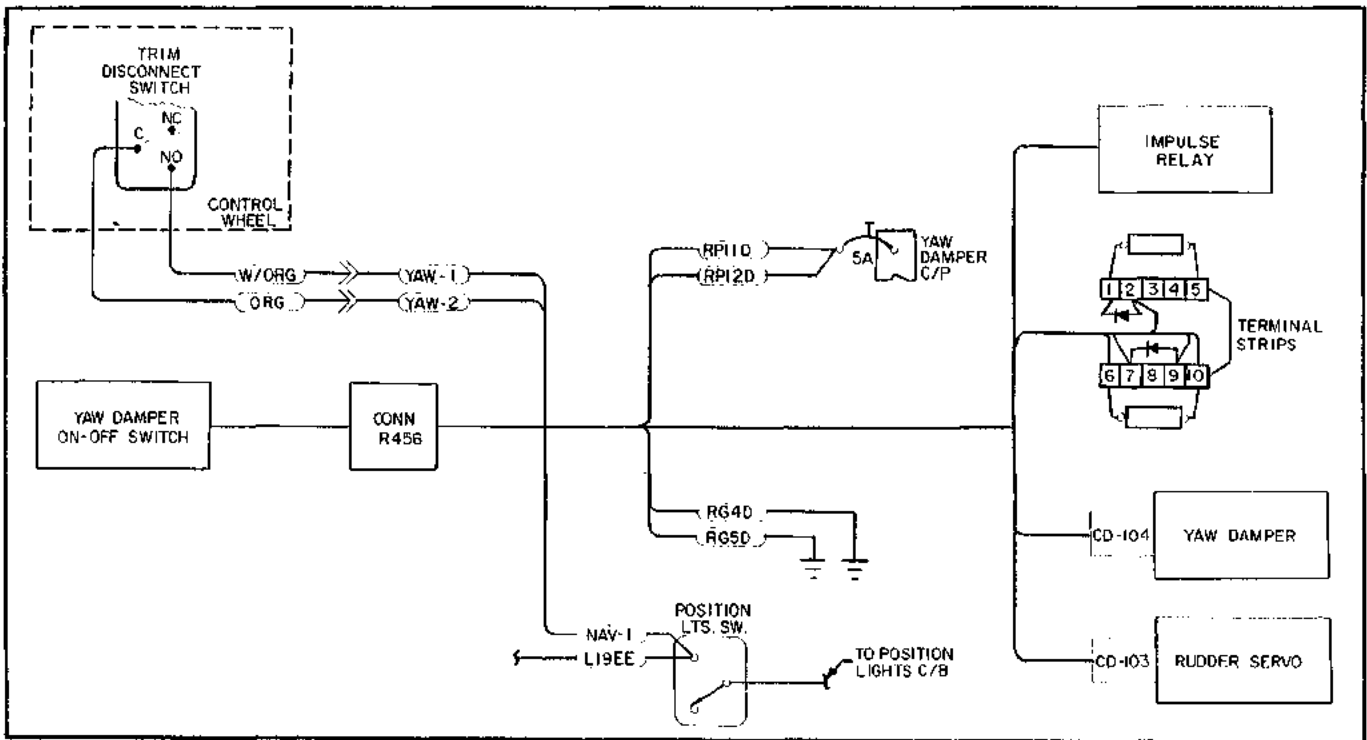 TRIM
DISCONNECT
SWITCH
NC
C
NO
CONTROL
WHEEL
W/ORG
YAW-1
ORG
YAW-2
YAW DAMPER
ON-OFF SWITCH
CONN
R456
RP11D
RP12D
5A
YAW
DAMPER
C/P
RG4D
RG5D
NAV-1
L19EE
POSITION
LTS. SW.
TO POSITION
LIGHTS C/B
IMPULSE
RELAY
1 2 3 4 5
TERMINAL
STRIPS
6 7 8 9 10
CD-104
YAW DAMPER
CD-103
RUDDER SERVO